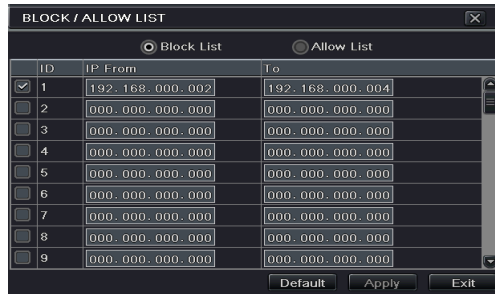 BLOCK / ALLOW LIST
Block List Allow List
ID IP From To
1 192.168.000.002 192.168.000.004
2 000.000.000.000 000.000.000.000
3 000.000.000.000 000.000.000.000
4 000.000.000.000 000.000.000.000
5 000.000.000.000 000.000.000.000
6 000.000.000.000 000.000.000.000
7 000.000.000.000 000.000.000.000
8 000.000.000.000 000.000.000.000
9 000.000.000.000 000.000.000.000
Default Apply Exit